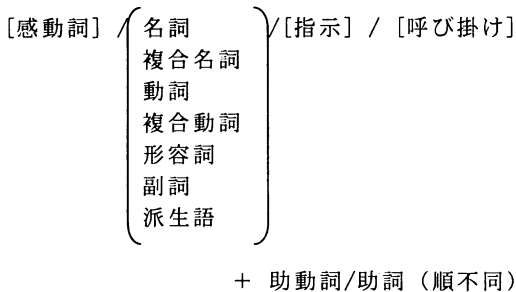 [感動詞] / 名詞 /[指示] / [呼び掛け]
複合名詞
動詞
複合動詞
形容詞
副詞
派生語
+ 助動詞/助詞 (順不同)